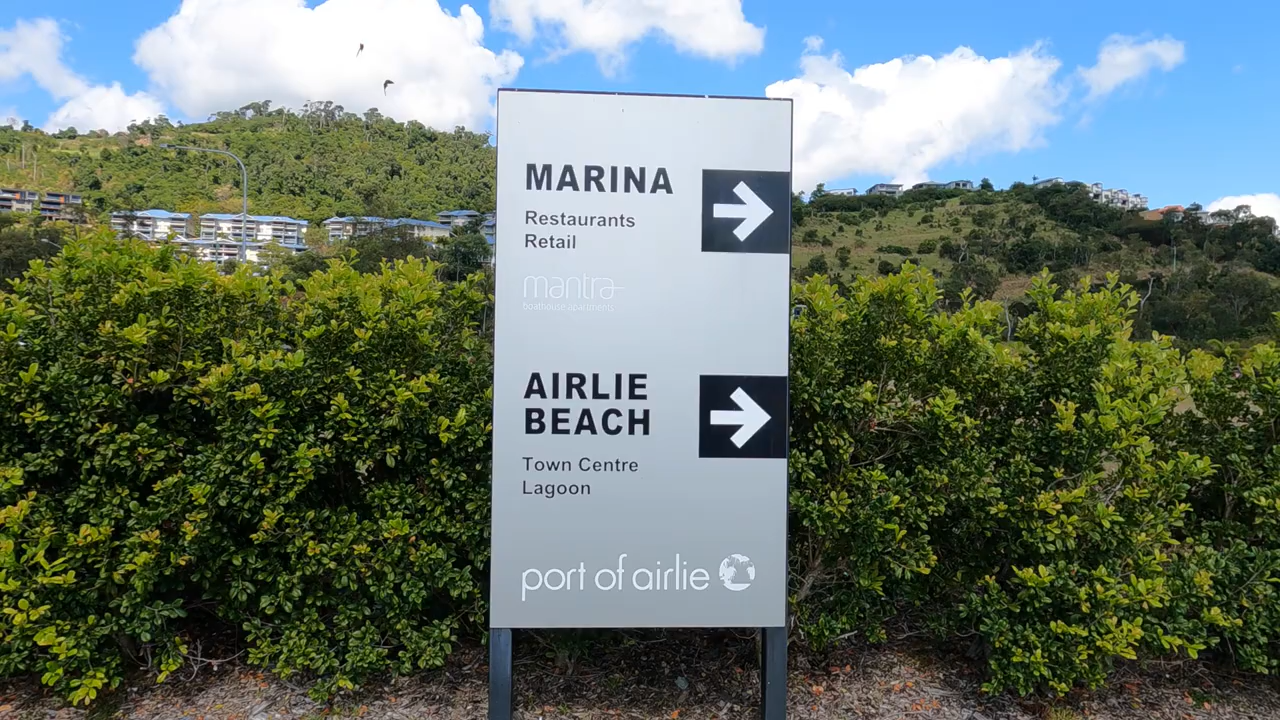 MARINA
Restaurants
Retail
mantra
boathouse apartments
AIRLIE
BEACH
Town Centre
Lagoon
port of airlie